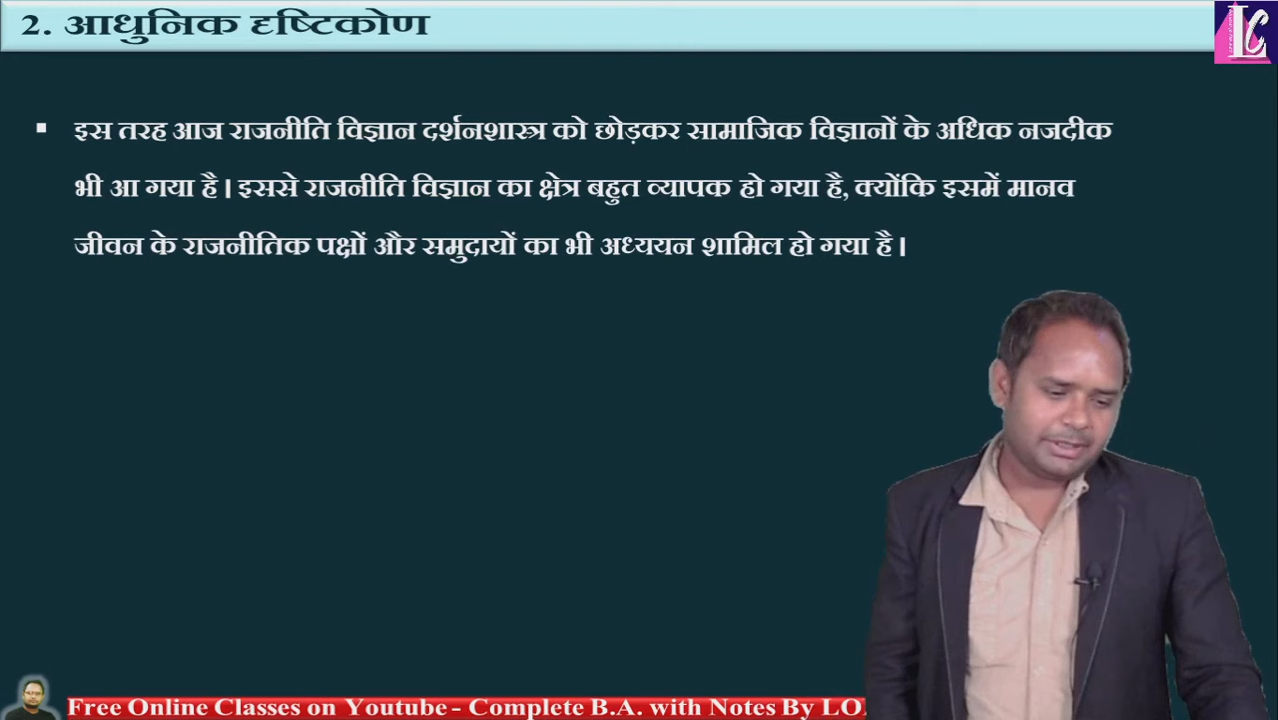 2. आधुनिक दृष्टिकोण
LC
▪ इस तरह आज राजनीति विज्ञान दर्शनशास्त्र को छोड़कर सामाजिक विज्ञानों के अधिक नजदीक
भी आ गया है। इससे राजनीति विज्ञान का क्षेत्र बहुत व्यापक हो गया है, क्योंकि इसमें मानव
जीवन के राजनीतिक पक्षों और समुदायों का भी अध्ययन शामिल हो गया है।
Free Online Classes on Youtube - Complete B.A. with Notes By